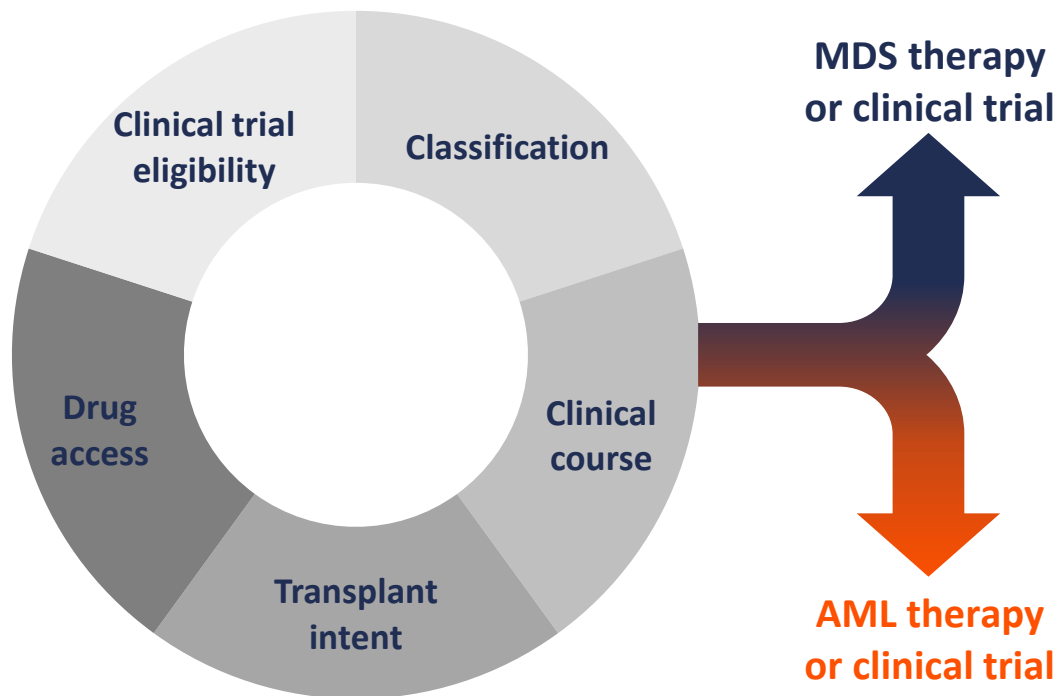 Clinical trial
eligibility
Classification
Clinical
course
Transplant
intent
Drug
access
MDS therapy
or clinical trial
AML therapy
or clinical trial